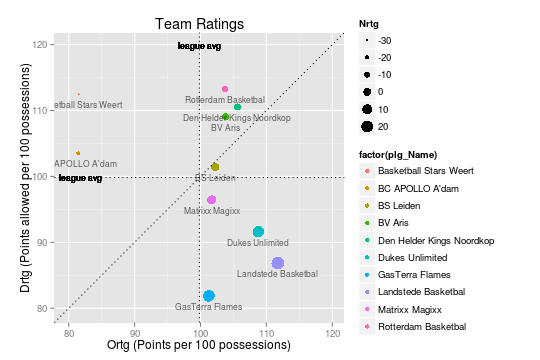 Team Ratings
Drtg (Points allowed per 100 possessions)
120
110
100
90
80
league avg
Rotterdam Basketbal
etball Stars Weert
Den Helder Kings Noordkop
BV Aris
APOLLO A'dam
league avg
BS Leiden
Matrixx Magixx
Dukes Unlimited
Landstede Basketbal
GasTerra Flames
80
90
100
110
120
Ortg (Points per 100 possessions)
Nrtg
-30
-20
-10
0
10
20
factor(plg_Name)
Basketball Stars Weert
BC APOLLO A'dam
BS Leiden
BV Aris
Den Helder Kings Noordkop
Dukes Unlimited
GasTerra Flames
Landstede Basketbal
Matrixx Magixx
Rotterdam Basketbal